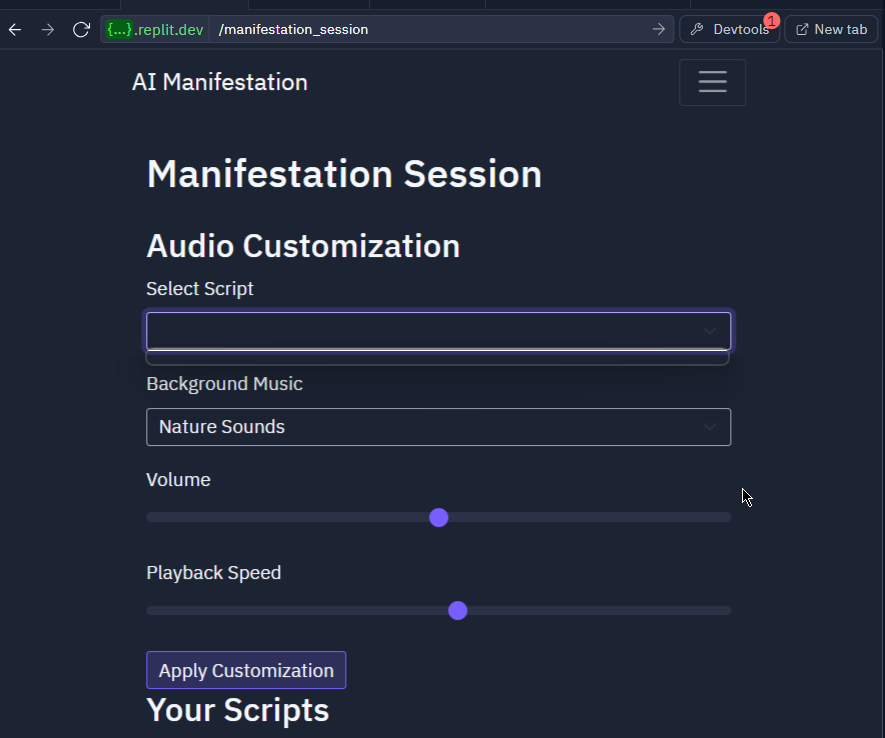 {...}.replit.dev /manifestation_session
Devtools 1
New tab
AI Manifestation
Manifestation Session
Audio Customization
Select Script
Background Music
Nature Sounds
Volume
Playback Speed
Apply Customization
Your Scripts